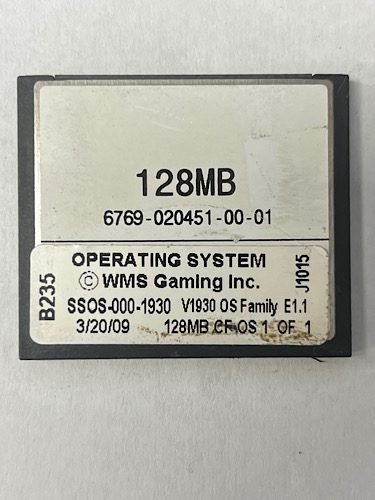 128MB
6769-020451-00-01
B235
OPERATING SYSTEM
© WMS Gaming Inc.
SSOS-000-1930 V1930 OS Family E1.1
3/20/09 128MB CF OS 1 OF 1
J1015